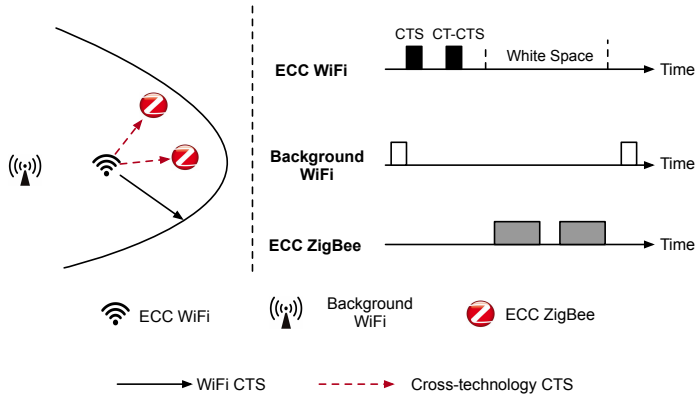 CTS CT-CTS
White Space
ECC WiFi
Time
Background
WiFi
Time
ECC ZigBee
Time
Z
Z
ECC WiFi
Background
WiFi
Z
ECC ZigBee
WiFi CTS
Cross-technology CTS